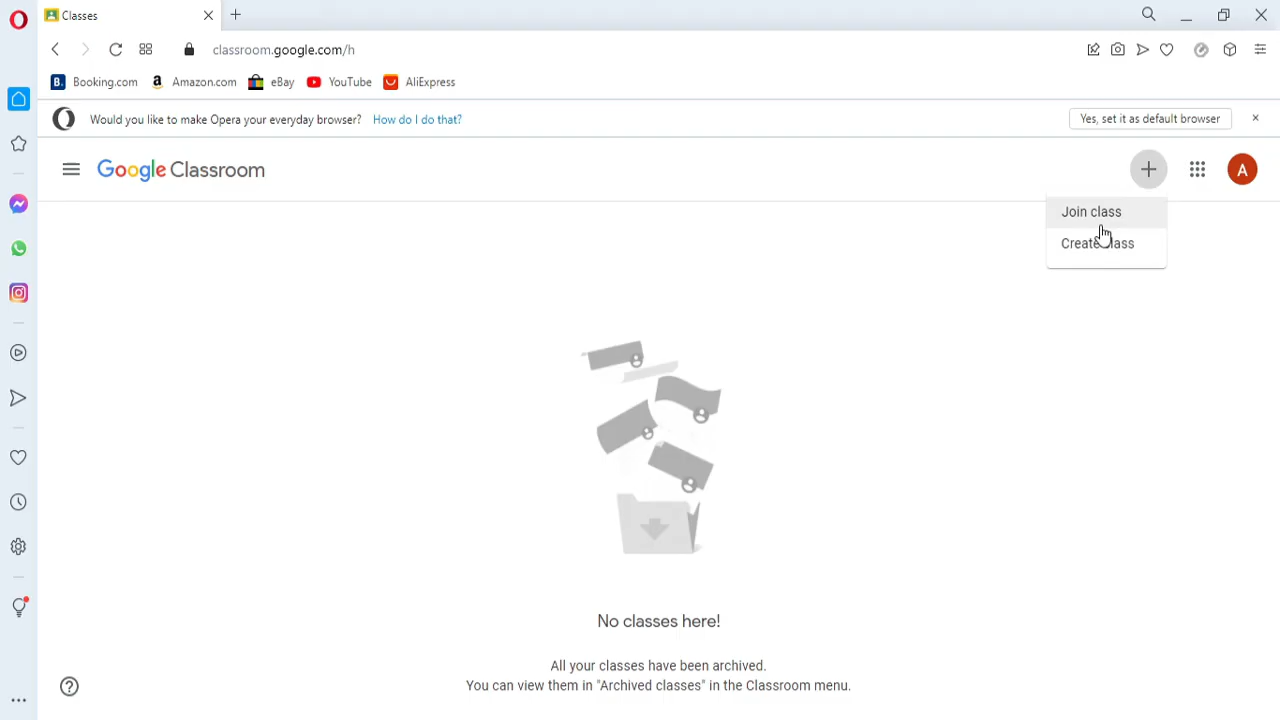 Classes
classroom.google.com/h
B. Booking.com a Amazon.com eBay YouTube AliExpress
Would you like to make Opera your everyday browser? How do I do that? Yes, set it as default browser
Google Classroom
A
Join class
Create class
No classes here!
All your classes have been archived.
You can view them in "Archived classes" in the Classroom menu.